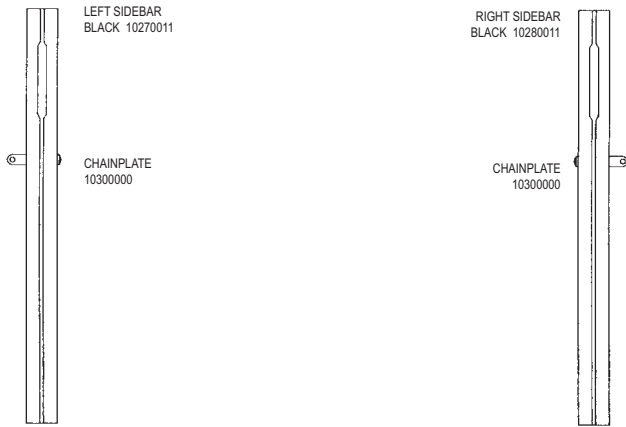 LEFT SIDEBAR
BLACK 10270011
RIGHT SIDEBAR
BLACK 10280011
CHAINPLATE
10300000
CHAINPLATE
10300000